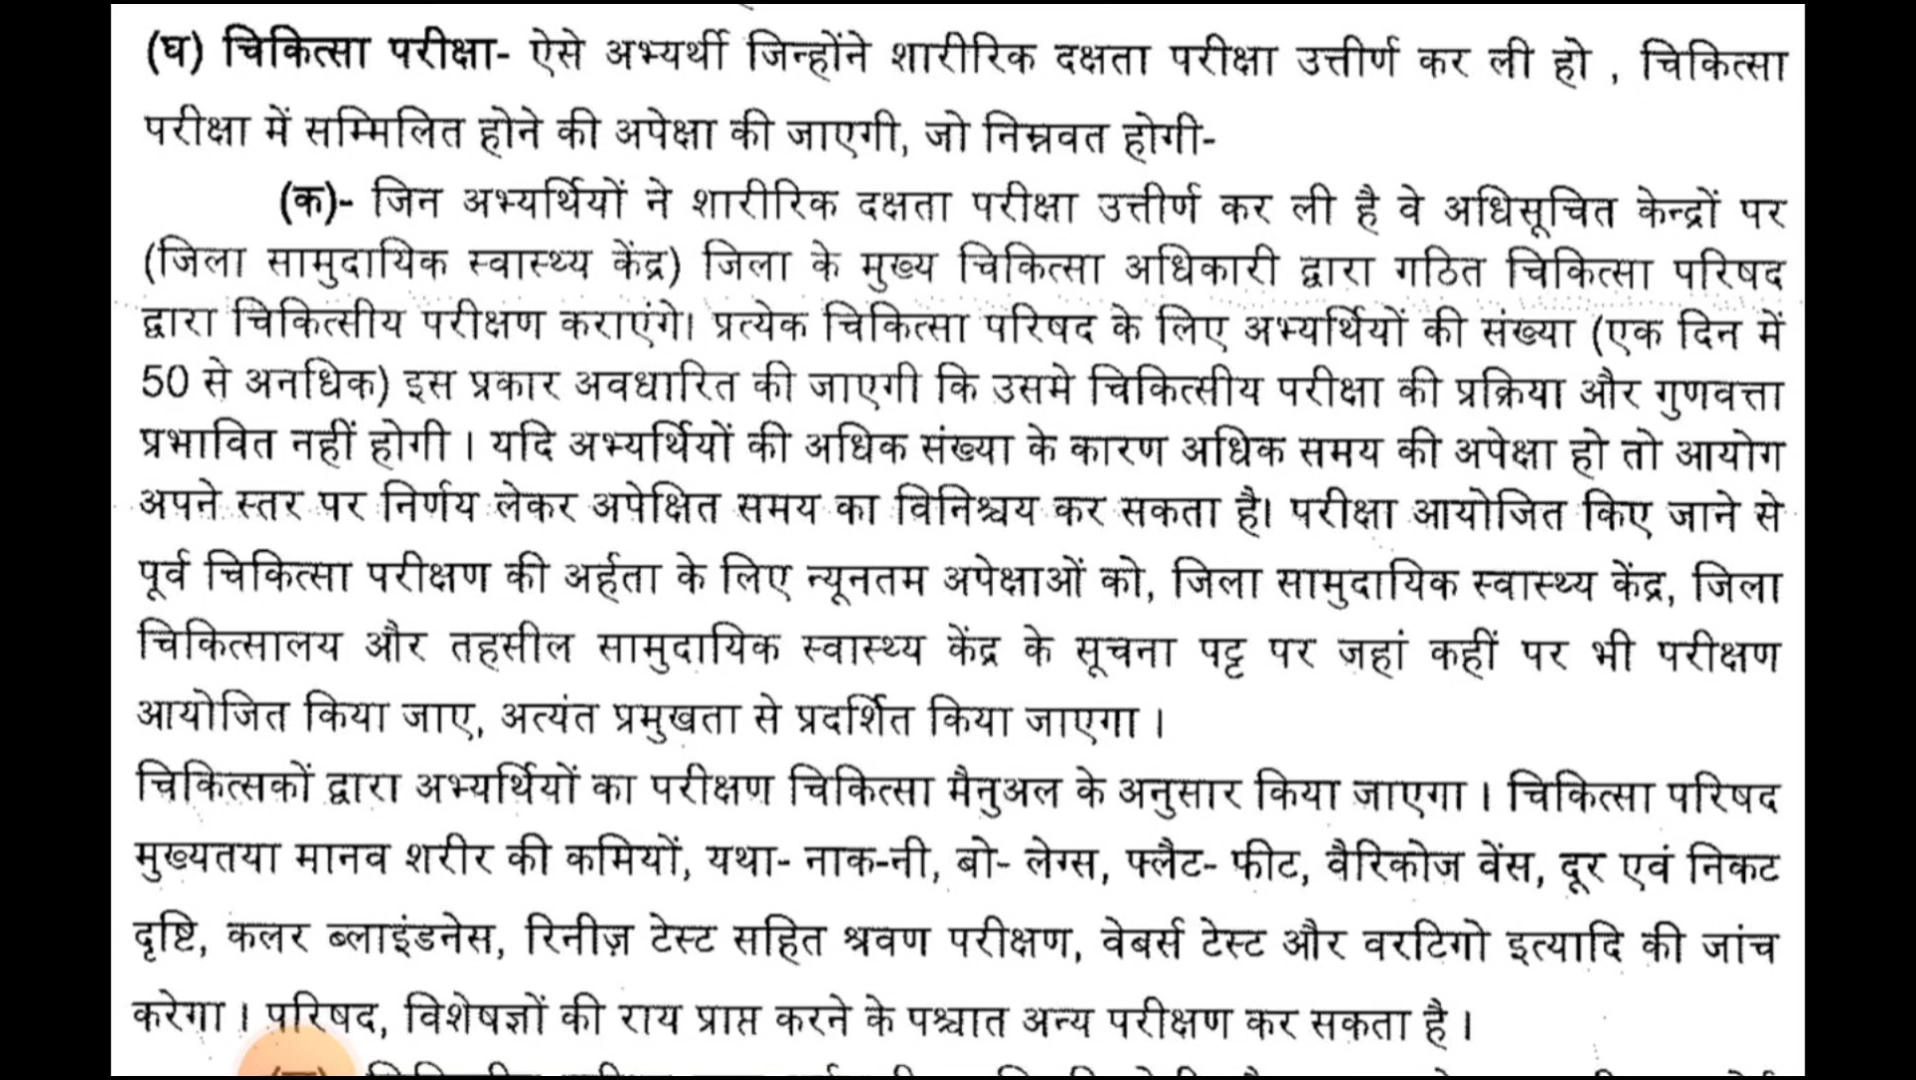 (घ) चिकित्सा परीक्षा- ऐसे अभ्यर्थी जिन्होंने शारीरिक दक्षता परीक्षा उत्तीर्ण कर ली हो , चिकित्सा
परीक्षा में सम्मिलित होने की अपेक्षा की जाएगी, जो निम्नवत होगी-
(क)- जिन अभ्यर्थियों ने शारीरिक दक्षता परीक्षा उत्तीर्ण कर ली है वे अधिसूचित केन्द्रों पर
(जिला सामुदायिक स्वास्थ्य केंद्र) जिला के मुख्य चिकित्सा अधिकारी द्वारा गठित चिकित्सा परिषद
द्वारा चिकित्सीय परीक्षण कराएंगे। प्रत्येक चिकित्सा परिषद के लिए अभ्यर्थियों की संख्या (एक दिन में
50 से अनधिक) इस प्रकार अवधारित की जाएगी कि उसमे चिकित्सीय परीक्षा की प्रक्रिया और गुणवत्ता
प्रभावित नहीं होगी । यदि अभ्यर्थियों की अधिक संख्या के कारण अधिक समय की अपेक्षा हो तो आयोग
अपने स्तर पर निर्णय लेकर अपेक्षित समय का विनिश्चय कर सकता है। परीक्षा आयोजित किए जाने से
पूर्व चिकित्सा परीक्षण की अर्हता के लिए न्यूनतम अपेक्षाओं को, जिला सामुदायिक स्वास्थ्य केंद्र, जिला
चिकित्सालय और तहसील सामुदायिक स्वास्थ्य केंद्र के सूचना पट्ट पर जहां कहीं पर भी परीक्षण
आयोजित किया जाए, अत्यंत प्रमुखता से प्रदर्शित किया जाएगा ।
चिकित्सकों द्वारा अभ्यर्थियों का परीक्षण चिकित्सा मैनुअल के अनुसार किया जाएगा । चिकित्सा परिषद
मुख्यतया मानव शरीर की कमियों, यथा- नाक-नी, बो- लेग्स, फ्लैट- फीट, वैरिकोज वेंस, दूर एवं निकट
दृष्टि, कलर ब्लाइंडनेस, रिनीज़ टेस्ट सहित श्रवण परीक्षण, वेबर्स टेस्ट और वरटिगो इत्यादि की जांच
करेगा । परिषद, विशेषज्ञों की राय प्राप्त करने के पश्चात अन्य परीक्षण कर सकता है ।